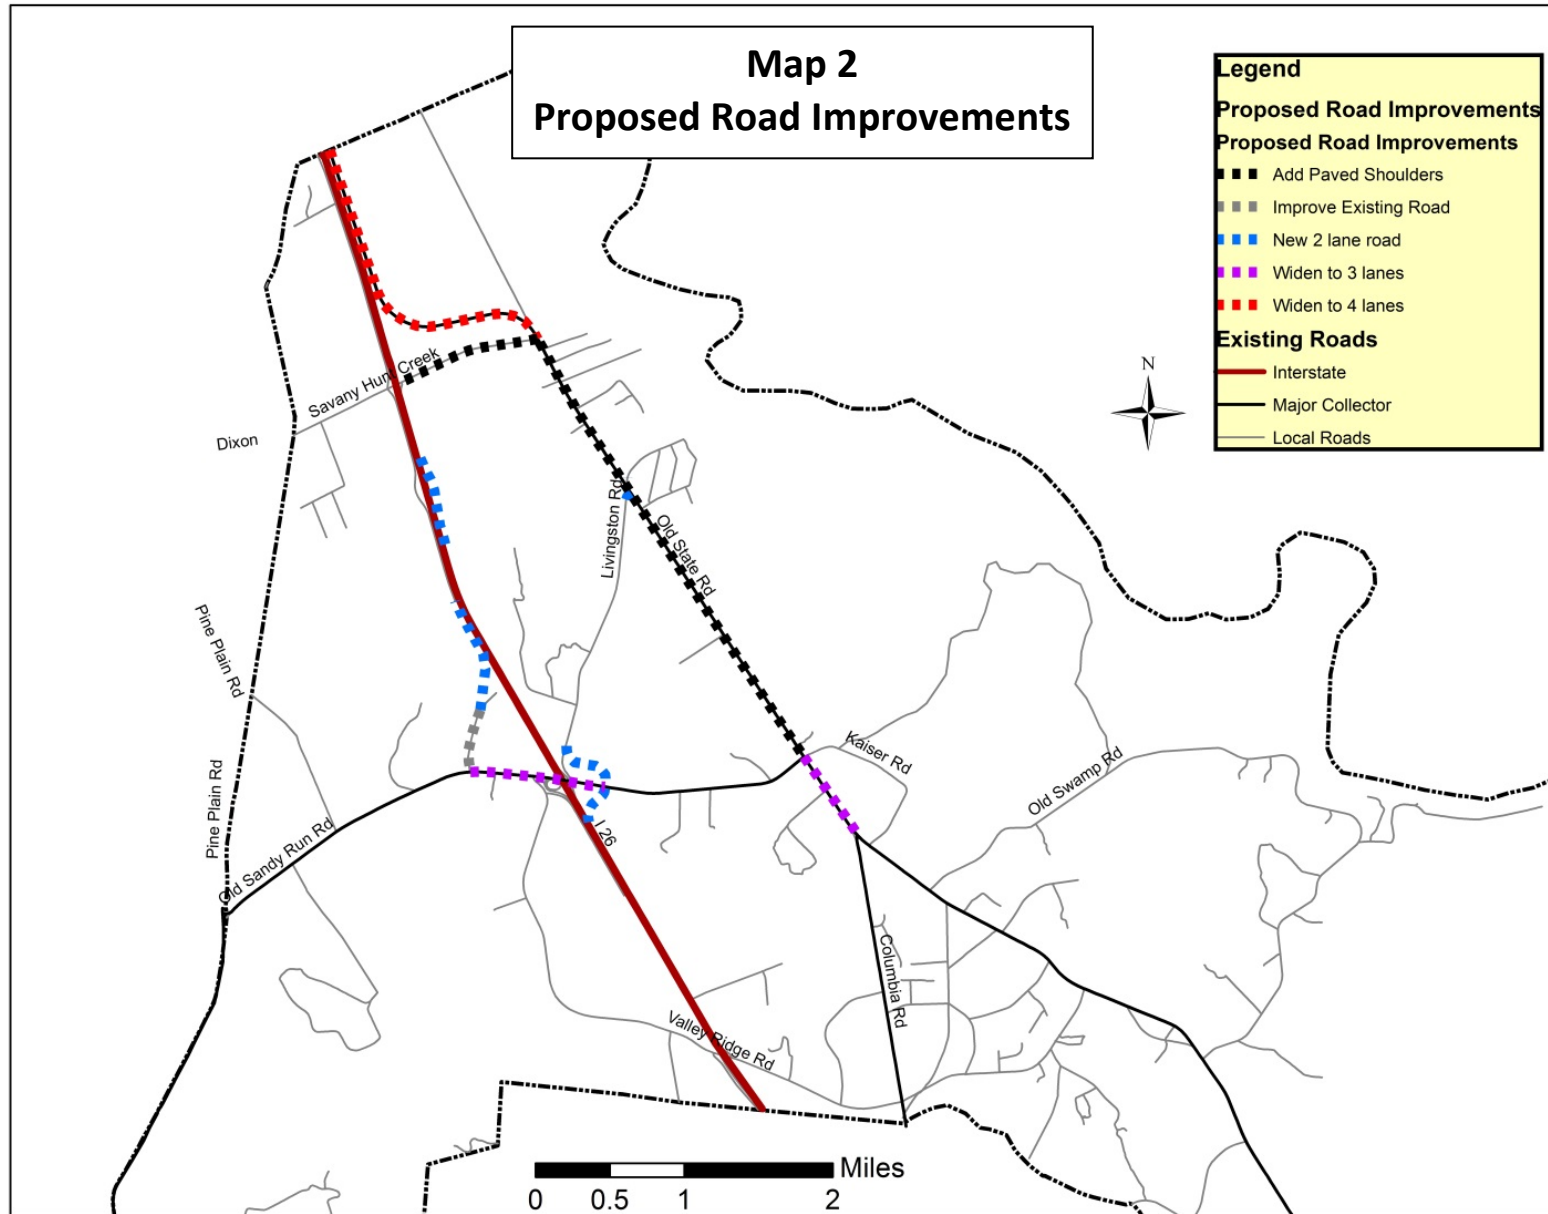 Map 2
Proposed Road Improvements
Legend
Proposed Road Improvements
Proposed Road Improvements
Add Paved Shoulders
Improve Existing Road
New 2 lane road
Widen to 3 lanes
Widen to 4 lanes
Existing Roads
Interstate
Major Collector
Local Roads
N
Savany Hunt Creek
Dixon
Livingston Rd
Old State Rd
Pine Plain Rd
Pine Plain Rd
Kaiser Rd
Old Swamp Rd
Old Sandy Run Rd
I 26
Columbia Rd
Valley Ridge Rd
Miles
0 0.5 1 2